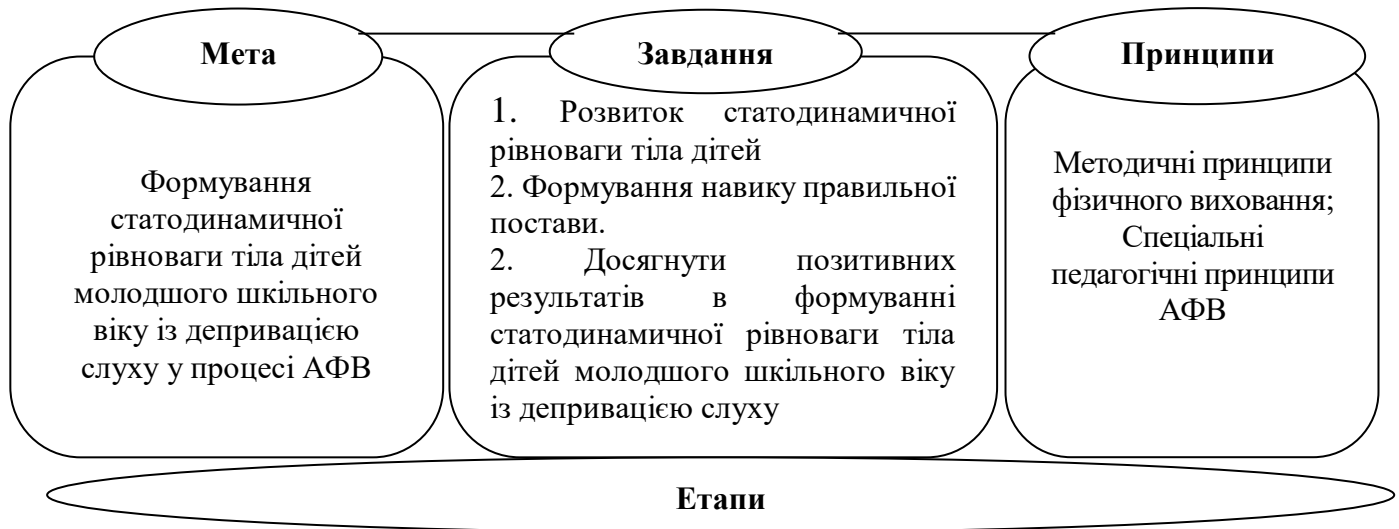 Мета
Завдання
Принципи
Формування
статодинамичної
рівноваги тіла дітей
молодшого шкільного
віку із депривацією
слуху у процесі АФВ
1. Розвиток статодинамичної
рівноваги тіла дітей
2. Формування навику правильної
постави.
2. Досягнути позитивних
результатів в формуванні
статодинамичної рівноваги тіла
дітей молодшого шкільного віку
із депривацією слуху
Методичні принципи
фізичного виховання;
Спеціальні
педагогічні принципи
АФВ
Етапи